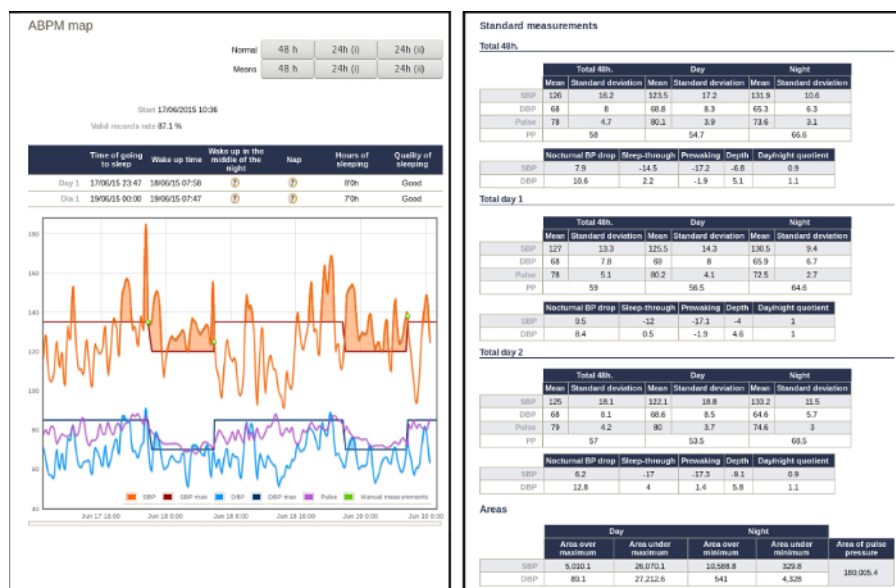 ABPM map
Normal 48 h 24h (i) 24h (ii)
Means 48 h 24h (i) 24h (ii)
Start 17/06/2015 10:36
Valid records rate 87.1 %
Time of going to sleep Wake up time Wake up in the middle of the night Nap Hours of sleeping Quality of sleeping
Day 1 17/06/15 23:47 18/06/15 07:58 ? ? 8'0h Good
Dia 1 19/06/15 00:00 19/06/15 07:47 ? ? 7'0h Good
180
160
140
120
100
80
60
40
SBP SBP max DBP DBP max Pulse Manual measurements
Jun 17 16:00 Jun 18 0:00 Jun 18 8:00 Jun 18 16:00 Jun 19 0:00 Jun 19 8:00
Standard measurements
Total 48h.
Total 48h. Day Night
Mean Standard deviation Mean Standard deviation Mean Standard deviation
SBP 126 16.2 123.5 17.2 131.9 10.6
DBP 68 8 68.8 8.3 65.3 6.3
Pulse 78 4.7 80.1 3.9 73.6 3.1
PP 58 54.7 66.6
Nocturnal BP drop Sleep-through Prewaking Depth Day/night quotient
SBP 7.9 -14.5 -17.2 -6.8 0.9
DBP 10.6 2.2 -1.9 5.1 1.1
Total day 1
Total 48h. Day Night
Mean Standard deviation Mean Standard deviation Mean Standard deviation
SBP 127 13.3 125.5 14.3 130.5 9.4
DBP 68 7.8 69 8 65.9 6.7
Pulse 78 5.1 80.2 4.1 72.5 2.7
PP 59 56.5 64.6
Nocturnal BP drop Sleep-through Prewaking Depth Day/night quotient
SBP 9.5 -12 -17.1 -4 1
DBP 8.4 0.5 -1.9 4.6 1
Total day 2
Total 48h. Day Night
Mean Standard deviation Mean Standard deviation Mean Standard deviation
SBP 125 18.1 122.1 18.8 133.2 11.5
DBP 68 8.1 68.6 8.5 64.6 5.7
Pulse 79 4.2 80 3.7 74.6 3
PP 57 53.5 68.5
Nocturnal BP drop Sleep-through Prewaking Depth Day/night quotient
SBP 6.2 -17 -17.3 -9.1 0.9
DBP 12.8 4 1.4 5.8 1.1
Areas
Day Night
Area over maximum Area under maximum Area over minimum Area under minimum Area of pulse pressure
SBP 5,010.1 26,070.1 10,588.8 329.8 180,005.4
DBP 89.1 27,212.6 541 4,328